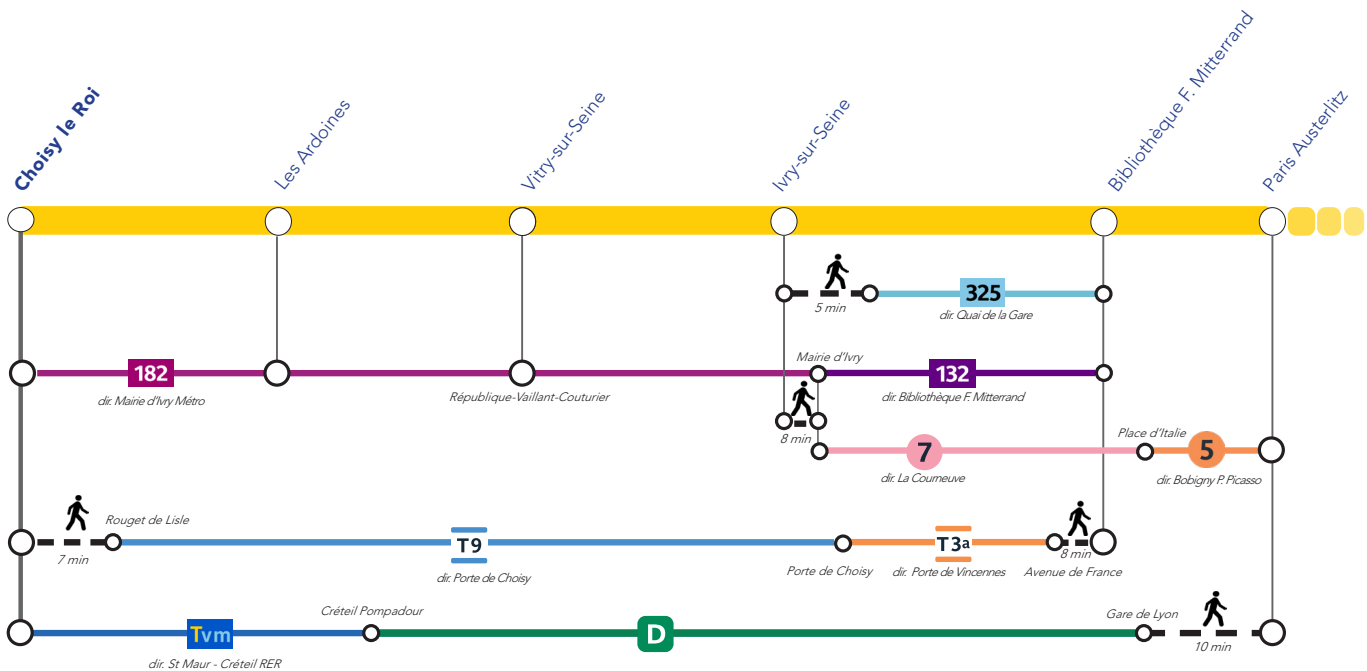 Choisy le Roi
Les Ardoines
Vitry-sur-Seine
Ivry-sur-Seine
Bibliothèque F. Mitterrand
Paris Austerlitz
5 min
325
dir. Quai de la Gare
182
dir. Mairie d'Ivry Métro
République-Vaillant-Couturier
Mairie d'Ivry
132
dir. Bibliothèque F. Mitterrand
8 min
7
dir. La Courneuve
Place d'Italie
5
dir. Bobigny P. Picasso
7 min
Rouget de Lisle
T9
dir. Porte de Choisy
Porte de Choisy
T3a
dir. Porte de Vincennes
8 min
Avenue de France
Tvm
dir. St Maur - Créteil RER
Créteil Pompadour
D
Gare de Lyon
10 min